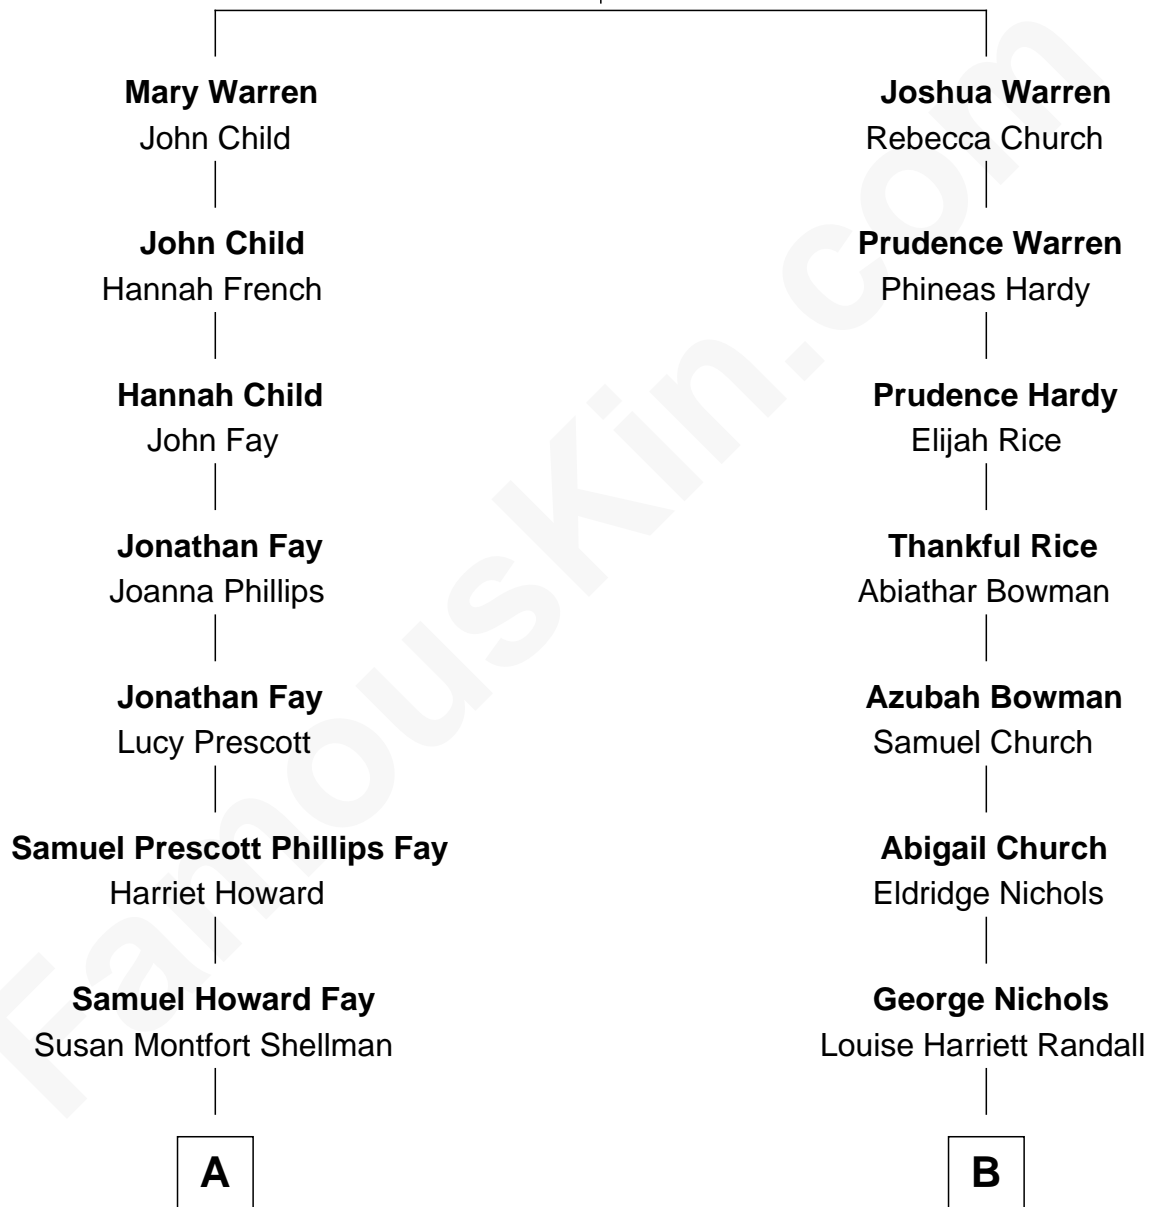 Mary Warren
John Child
Joshua Warren
Rebecca Church
John Child
Hannah French
Prudence Warren
Phineas Hardy
Hannah Child
John Fay
Prudence Hardy
Elijah Rice
Jonathan Fay
Joanna Phillips
Thankful Rice
Abiathar Bowman
Jonathan Fay
Lucy Prescott
Azubah Bowman
Samuel Church
Samuel Prescott Phillips Fay
Harriet Howard
Abigail Church
Eldridge Nichols
Samuel Howard Fay
Susan Montfort Shellman
George Nichols
Louise Harriett Randall
A
B
FamousKin.com